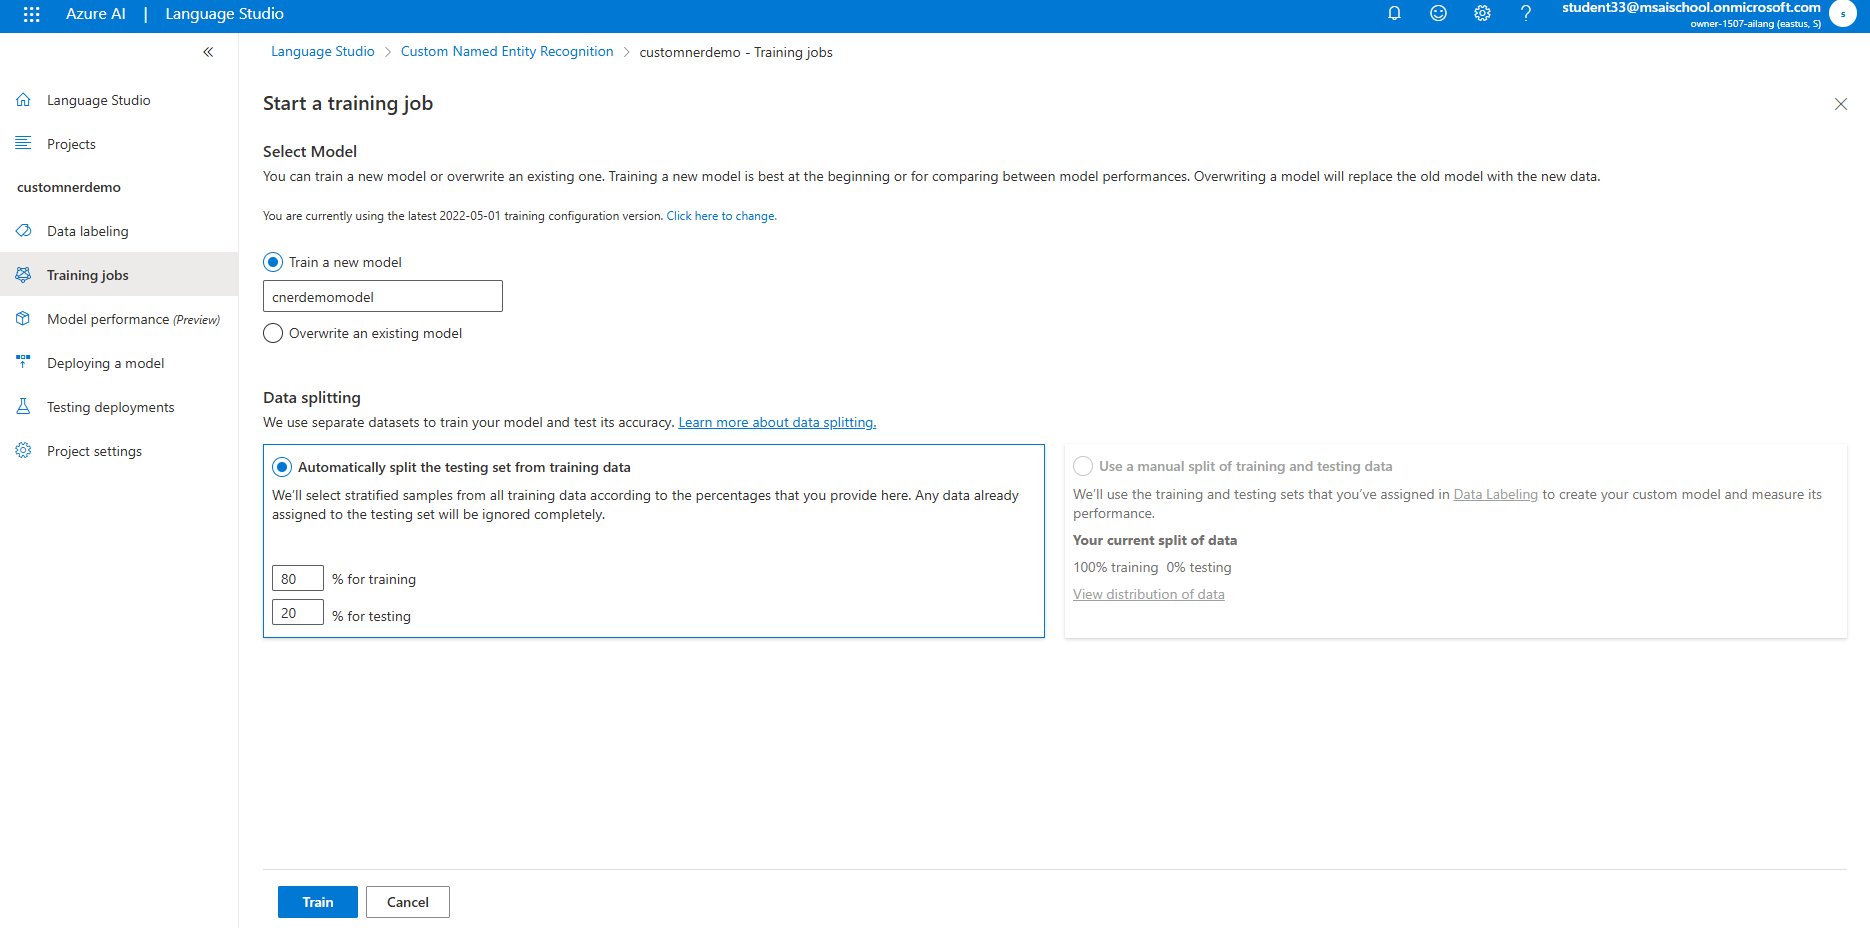 Azure AI | Language Studio
student33@msaischool.onmicrosoft.com
owner-1507-ailang (eastus, S)
s
Language Studio > Custom Named Entity Recognition > customnerdemo - Training jobs
Language Studio
Projects
customnerdemo
Data labeling
Training jobs
Model performance (Preview)
Deploying a model
Testing deployments
Project settings
Start a training job
Select Model
You can train a new model or overwrite an existing one. Training a new model is best at the beginning or for comparing between model performances. Overwriting a model will replace the old model with the new data.
You are currently using the latest 2022-05-01 training configuration version. Click here to change.
Train a new model
cnerdemomodel
Overwrite an existing model
Data splitting
We use separate datasets to train your model and test its accuracy. Learn more about data splitting.
Automatically split the testing set from training data
We'll select stratified samples from all training data according to the percentages that you provide here. Any data already
assigned to the testing set will be ignored completely.
80 % for training
20 % for testing
Use a manual split of training and testing data
We'll use the training and testing sets that you've assigned in Data Labeling to create your custom model and measure its
performance.
Your current split of data
100% training 0% testing
View distribution of data
Train
Cancel